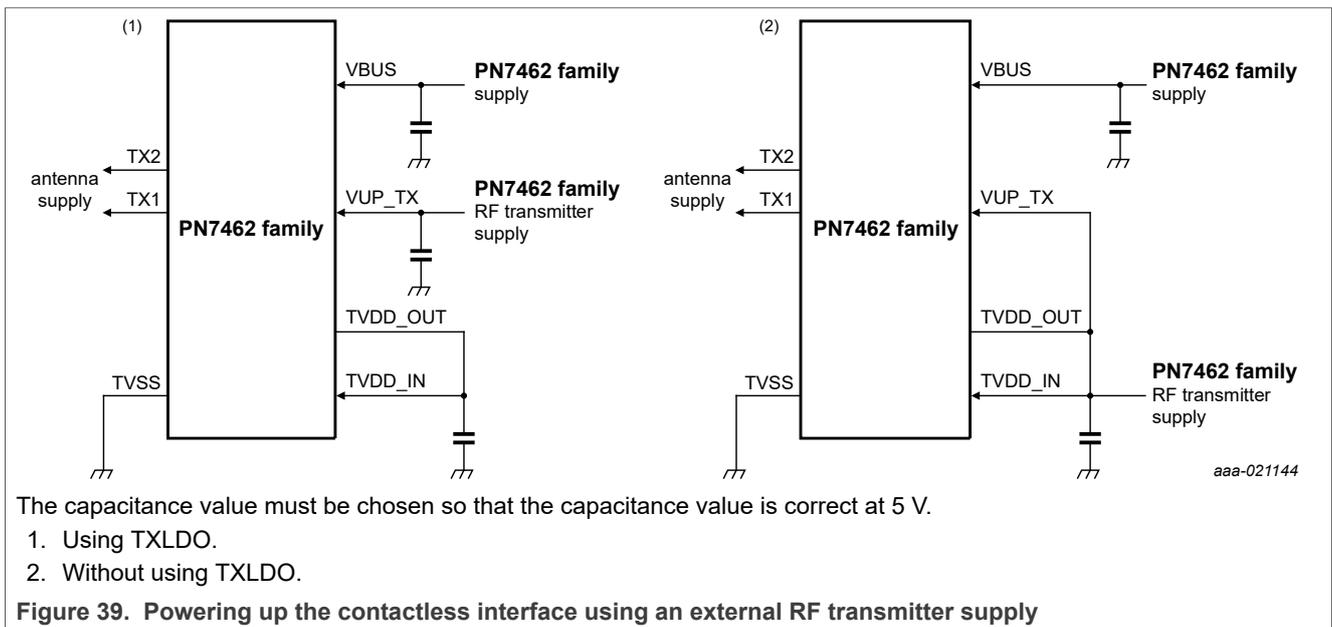 (1)
VBUS
PN7462 family
supply
TX2
antenna
supply
TX1
VUP_TX
PN7462 family
RF transmitter
supply
PN7462 family
TVDD_OUT
TVSS
TVDD_IN
(2)
VBUS
PN7462 family
supply
TX2
antenna
supply
TX1
VUP_TX
PN7462 family
TVDD_OUT
TVSS
TVDD_IN
PN7462 family
RF transmitter
supply
aaa-021144
The capacitance value must be chosen so that the capacitance value is correct at 5 V.
1. Using TXLDO.
2. Without using TXLDO.
Figure 39. Powering up the contactless interface using an external RF transmitter supply